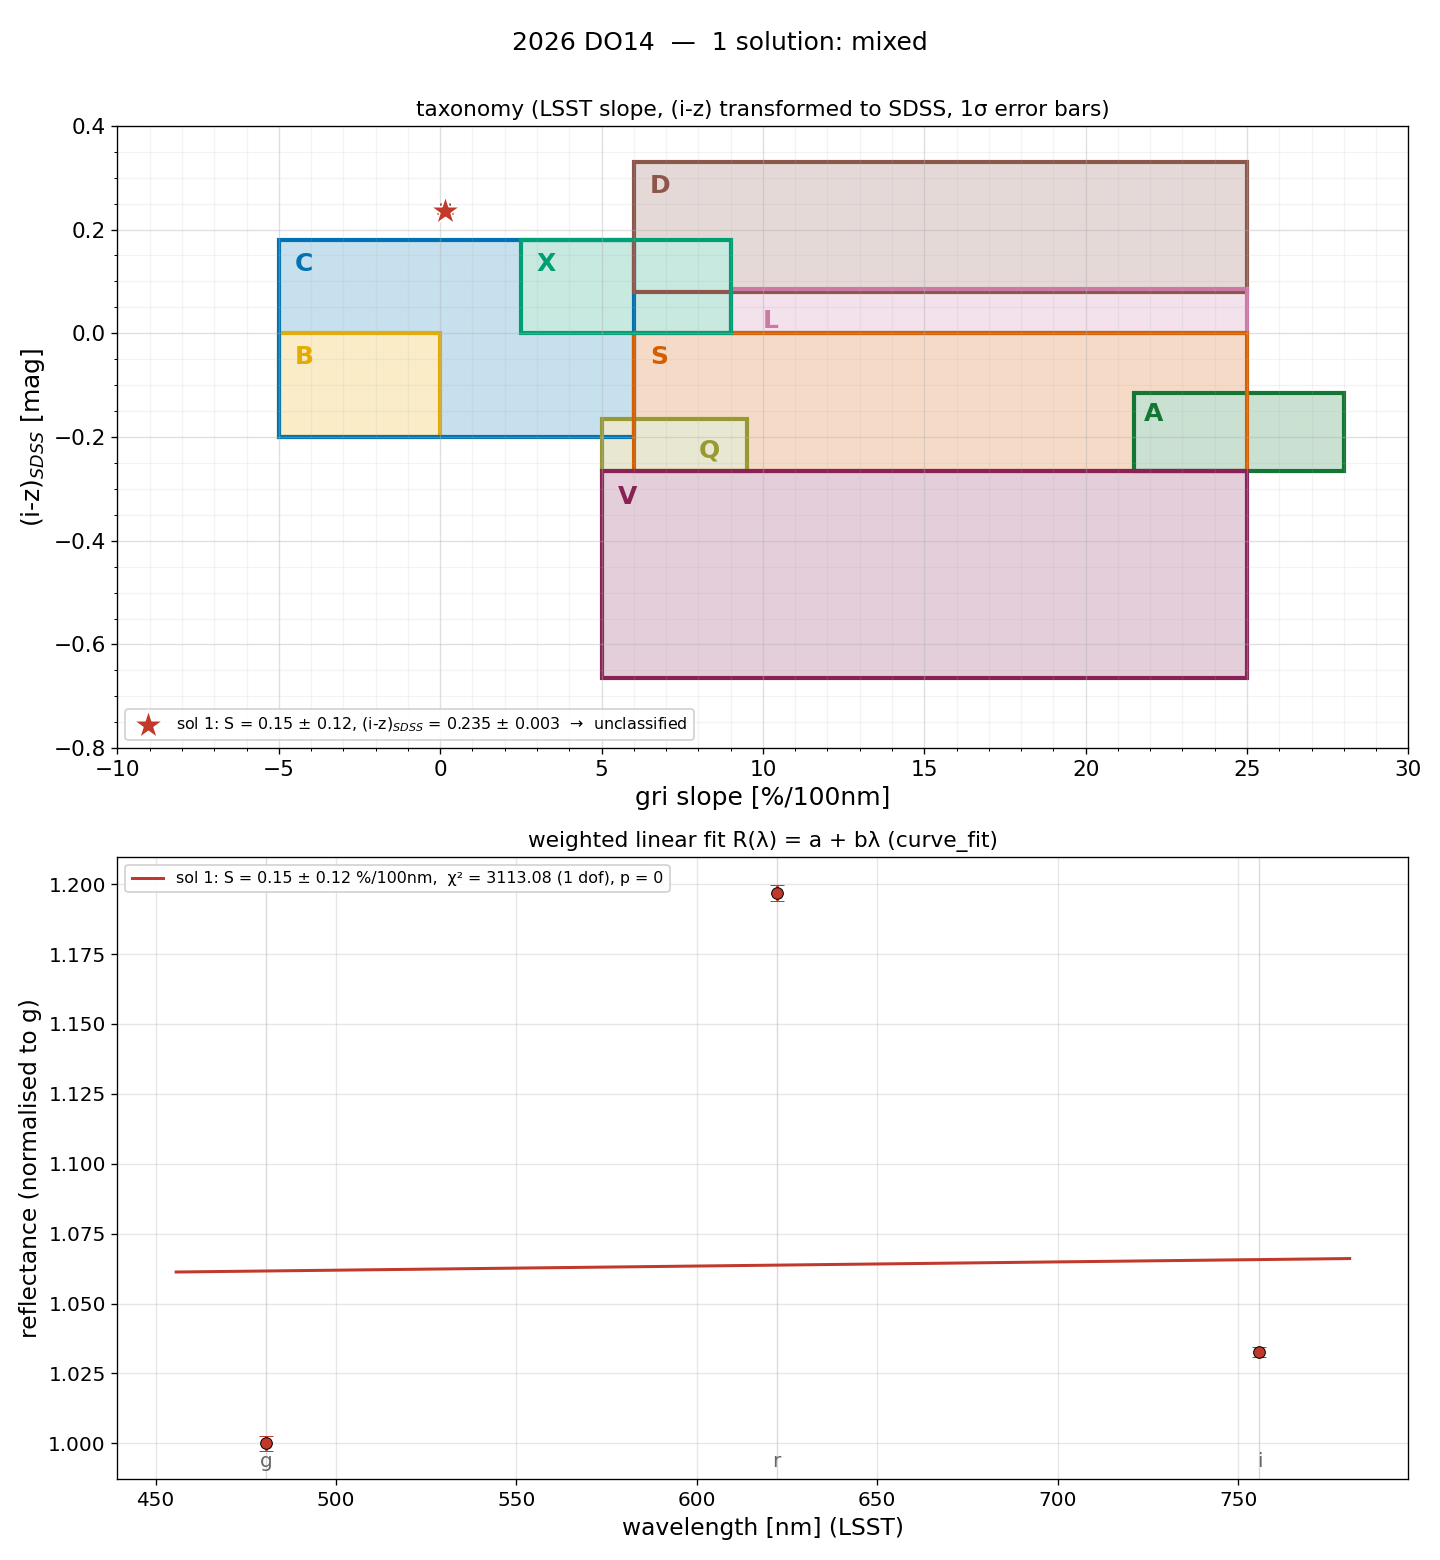 2026 DO14 — 1 solution: mixed
taxonomy (LSST slope, (i-z) transformed to SDSS, 1σ error bars)
0.4
0.2
0.0
−0.2
−0.4
−0.6
−0.8
(i-z)SDSS [mag]
D
C
X
L
B
S
A
Q
V
sol 1: S = 0.15 ± 0.12, (i-z)SDSS = 0.235 ± 0.003 → unclassified
−10
−5
0
5
10
15
20
25
30
gri slope [%/100nm]
weighted linear fit R(λ) = a + bλ (curve_fit)
sol 1: S = 0.15 ± 0.12 %/100nm, χ² = 3113.08 (1 dof), p = 0
1.200
1.175
1.150
1.125
1.100
1.075
1.050
1.025
1.000
reflectance (normalised to g)
g
r
i
450
500
550
600
650
700
750
wavelength [nm] (LSST)